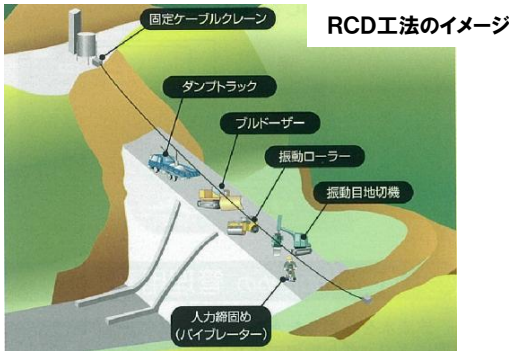 RCD工法のイメージ
固定ケーブルクレーン
ダンプトラック
ブルドーザー
振動ローラー
振動目地切機
人力締固め
(バイブレーター)